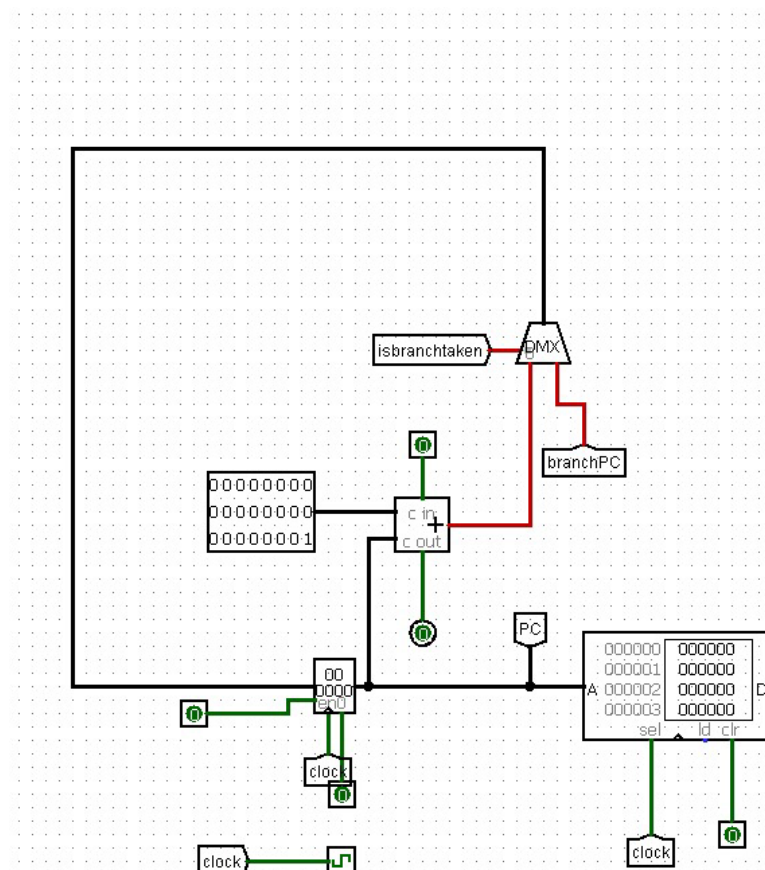 DMX
0
isbranchtaken
branchPC
0
00000000
00000000
00000001
c in
+
c out
0
PC
00
0000
en0
0
clock
0
000000 000000
000001 000000
A 000002 000000 D
000003 000000
sel ld clr
0
clock
clock